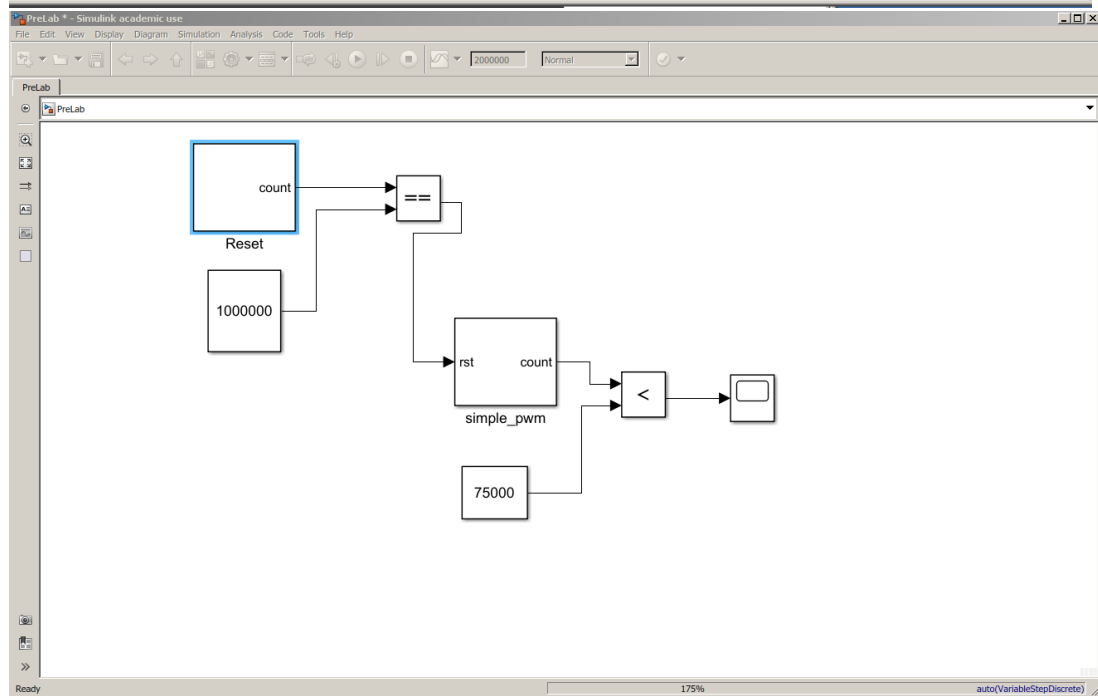 PreLab * - Simulink academic use
File Edit View Display Diagram Simulation Analysis Code Tools Help
2000000 Normal
PreLab
PreLab
count
==
Reset
1000000
rst count
<
simple_pwm
75000
Ready 175% auto(VariableStepDiscrete)